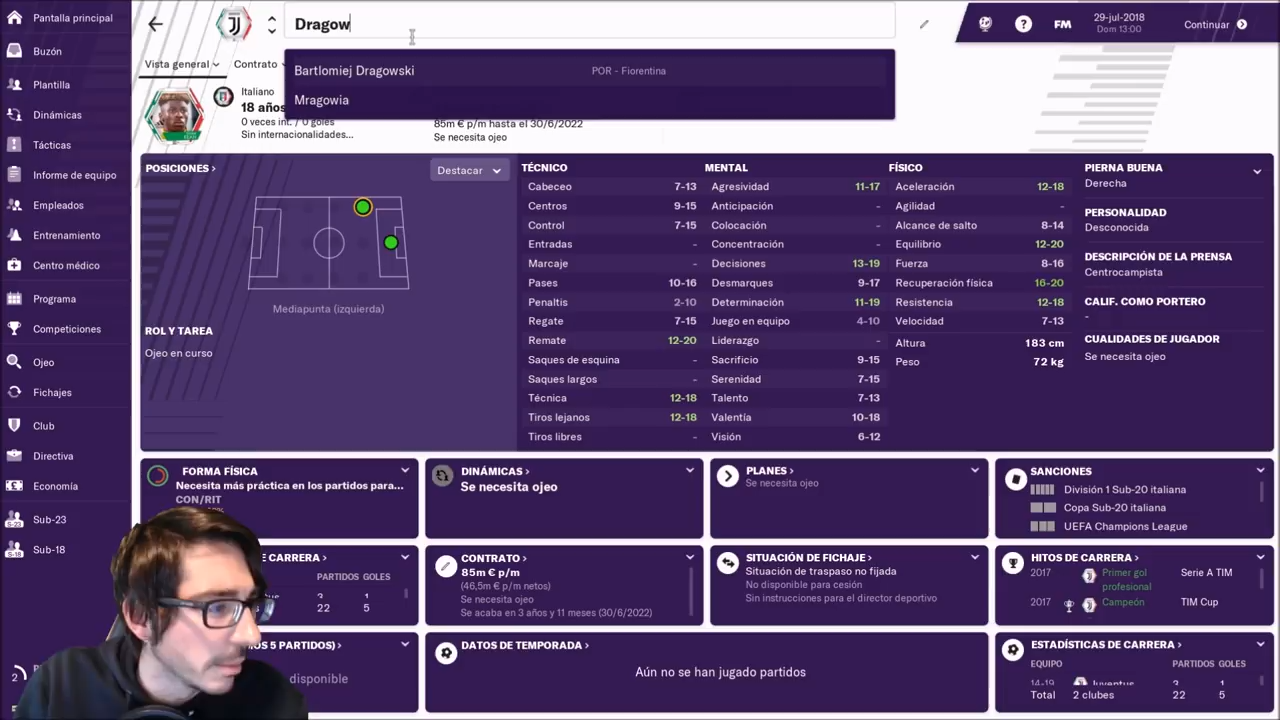 Pantalla principal
Dragow
29-jul-2018
Dom 13:00
FM
Continuar
Buzón
Vista general
Contrato
Bartlomiej Dragowski
POR - Fiorentina
Plantilla
Italiano
Mragowia
18 años
Dinámicas
0 veces int. / 0 goles
85m € p/m hasta el 30/6/2022
Sin internacionalidades...
Se necesita ojeo
Tácticas
Informe de equipo
Empleados
Entrenamiento
Centro médico
Programa
Competiciones
Ojeo
Fichajes
Club
Directiva
Economía
S-23
Sub-23
S-18
Sub-18
POSICIONES >
Destacar
Mediapunta (izquierda)
ROL Y TAREA
Ojeo en curso
TÉCNICO
Cabeceo 7-13
Centros 9-15
Control 7-15
Entradas -
Marcaje -
Pases 10-16
Penaltis 2-10
Regate 7-15
Remate 12-20
Saques de esquina -
Saques largos -
Técnica 12-18
Tiros lejanos 12-18
Tiros libres -
MENTAL
Agresividad 11-17
Anticipación -
Colocación -
Concentración -
Decisiones 13-19
Desmarques 9-17
Determinación 11-19
Juego en equipo 4-10
Liderazgo -
Sacrificio 9-15
Serenidad 7-15
Talento 7-13
Valentía 10-18
Visión 6-12
FÍSICO
Aceleración 12-18
Agilidad -
Alcance de salto 8-14
Equilibrio 12-20
Fuerza 8-16
Recuperación física 16-20
Resistencia 12-18
Velocidad 7-13
Altura 183 cm
Peso 72 kg
PIERNA BUENA
Derecha
PERSONALIDAD
Desconocida
DESCRIPCIÓN DE LA PRENSA
Centrocampista
CALIF. COMO PORTERO
-
CUALIDADES DE JUGADOR
Se necesita ojeo
FORMA FÍSICA
Necesita más práctica en los partidos para...
CON/RIT
DINÁMICAS >
Se necesita ojeo
PLANES >
Se necesita ojeo
SANCIONES
División 1 Sub-20 italiana
Copa Sub-20 italiana
UEFA Champions League
E CARRERA >
PARTIDOS GOLES
3 1
22 5
CONTRATO >
85m € p/m
(46,5m € p/m netos)
Se necesita ojeo
Se acaba en 3 años y 11 meses (30/6/2022)
SITUACIÓN DE FICHAJE >
Situación de traspaso no fijada
No disponible para cesión
Sin instrucciones para el director deportivo
HITOS DE CARRERA >
2017 Primer gol profesional Serie A TIM
2017 Campeón TIM Cup
5 PARTIDOS) >
disponible
DATOS DE TEMPORADA >
Aún no se han jugado partidos
ESTADÍSTICAS DE CARRERA >
EQUIPO PARTIDOS GOLES
14-19 Juventus 3 1
Total 2 clubes 22 5
2